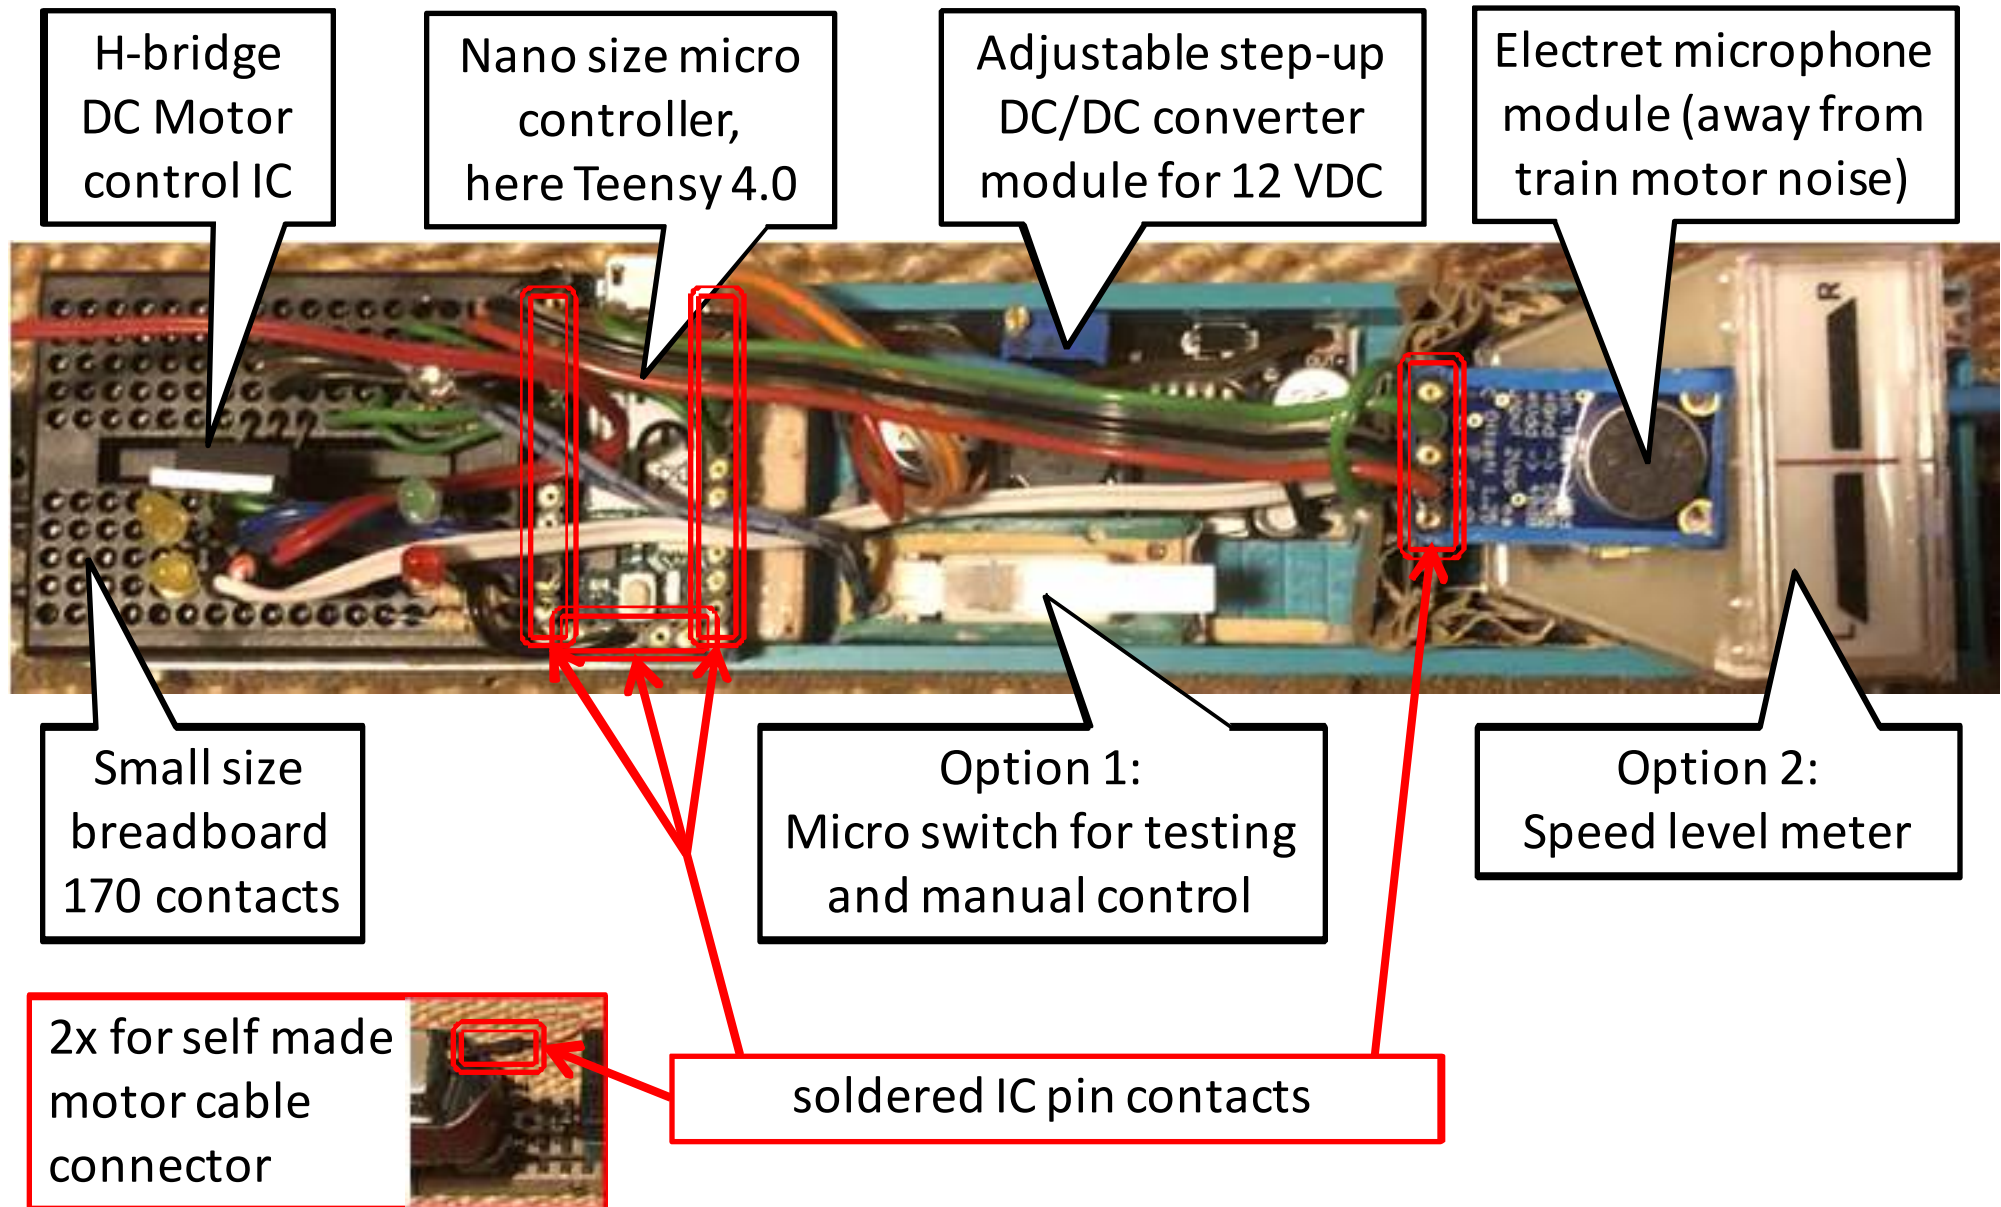 H-bridge
DC Motor
control IC
Nano size micro
controller,
here Teensy 4.0
Adjustable step-up
DC/DC converter
module for 12 VDC
Electret microphone
module (away from
train motor noise)
R
L
Small size
breadboard
170 contacts
Option 1:
Micro switch for testing
and manual control
Option 2:
Speed level meter
2x for self made
motor cable
connector
soldered IC pin contacts